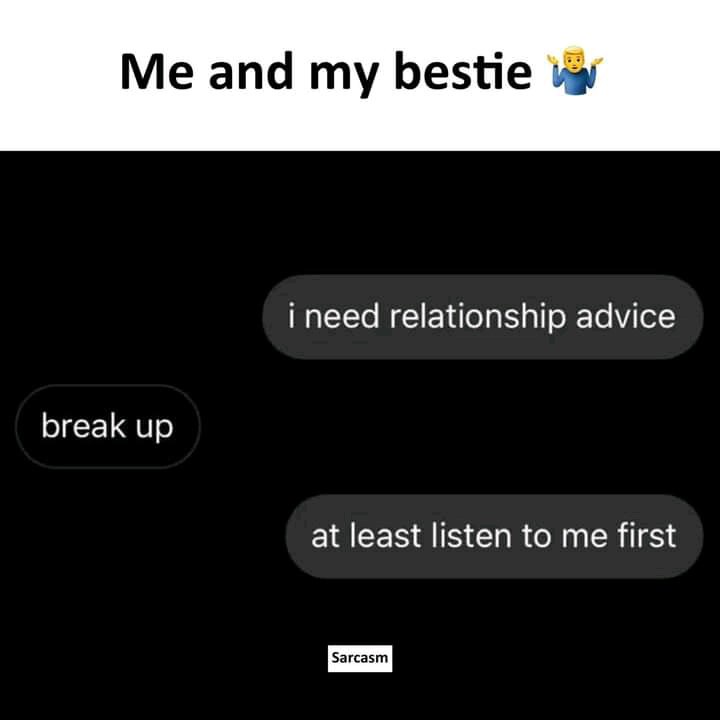 Me and my bestie 🤷‍♂️
i need relationship advice
break up
at least listen to me first
Sarcasm